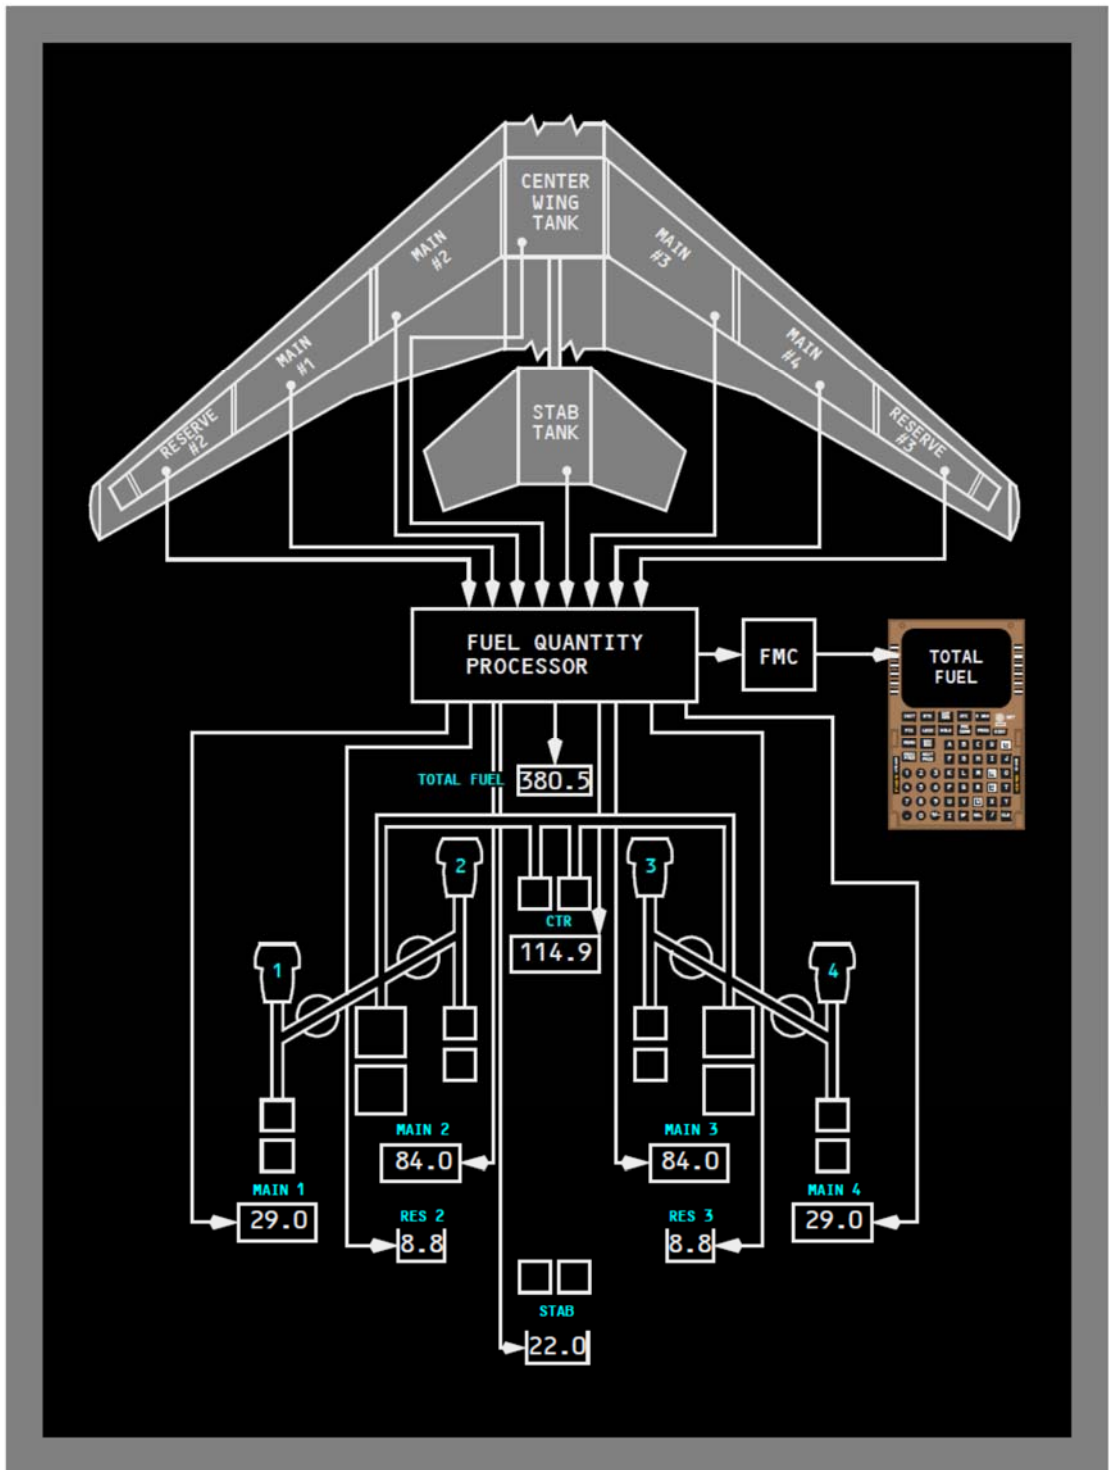 CENTER
WING
TANK
MAIN
#2
MAIN
#3
MAIN
#1
MAIN
#4
RESERVE
#2
RESERVE
#3
STAB
TANK
FUEL QUANTITY
PROCESSOR
FMC
TOTAL
FUEL
TOTAL FUEL 380.5
2
3
CTR
114.9
1
4
MAIN 2
84.0
MAIN 3
84.0
MAIN 1
29.0
MAIN 4
29.0
RES 2
8.8
RES 3
8.8
STAB
22.0